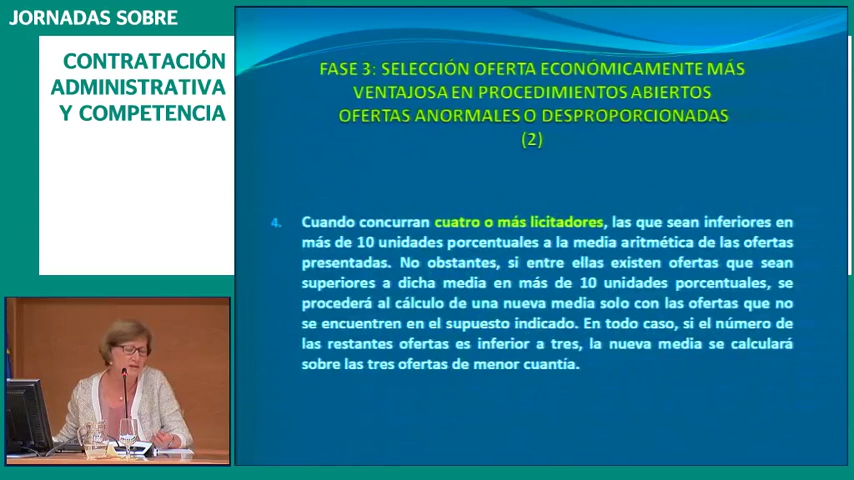 JORNADAS SOBRE
CONTRATACIÓN
ADMINISTRATIVA
Y COMPETENCIA
FASE 3: SELECCIÓN OFERTA ECONÓMICAMENTE MÁS
VENTAJOSA EN PROCEDIMIENTOS ABIERTOS
OFERTAS ANORMALES O DESPROPORCIONADAS
(2)
4. Cuando concurran cuatro o más licitadores, las que sean inferiores en
más de 10 unidades porcentuales a la media aritmética de las ofertas
presentadas. No obstantes, si entre ellas existen ofertas que sean
superiores a dicha media en más de 10 unidades porcentuales, se
procederá al cálculo de una nueva media solo con las ofertas que no
se encuentren en el supuesto indicado. En todo caso, si el número de
las restantes ofertas es inferior a tres, la nueva media se calculará
sobre las tres ofertas de menor cuantía.